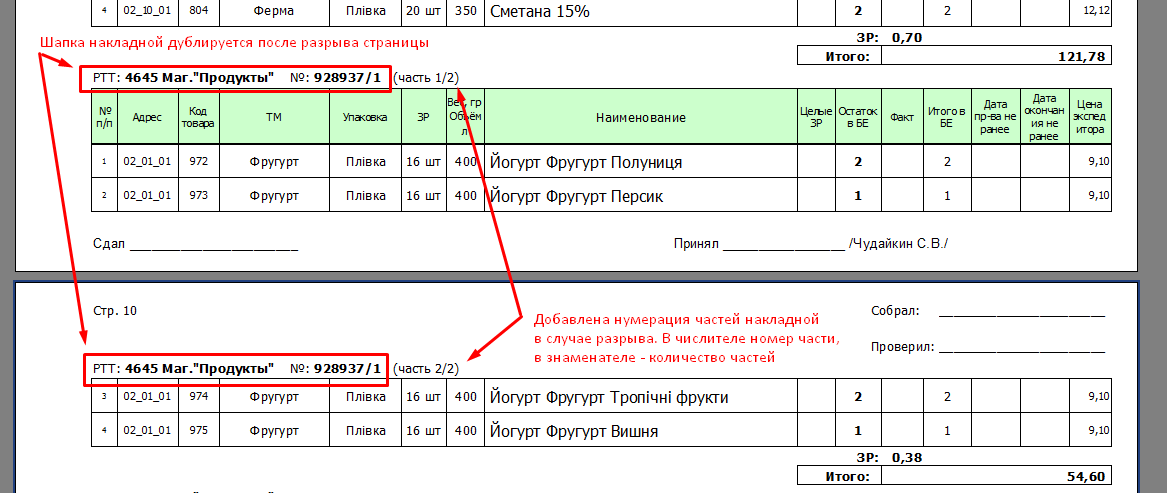 4 02_10_01 804 Ферма Плівка 20 шт 350 Сметана 15% 2 2 12,12
Шапка накладной дублируется после разрыва страницы
ЗР: 0,70
Итого: 121,78
РТТ: 4645 Маг."Продукты" №: 928937/1 (часть 1/2)
№ п/п Адрес Код товара ТМ Упаковка ЗР Вес, гр Объём л Наименование Целые ЗР Остаток в БЕ Факт Итого в БЕ Дата пр-ва не ранее Дата окончан ия не ранее Цена экспед итора
1 02_01_01 972 Фругурт Плівка 16 шт 400 Йогурт Фругурт Полуниця 2 2 9,10
2 02_01_01 973 Фругурт Плівка 16 шт 400 Йогурт Фругурт Персик 1 1 9,10
Сдал ______________________ Принял ________________ /Чудайкин С.В./
Стр. 10 Собрал: ______________________
Добавлена нумерация частей накладной
в случае разрыва. В числителе номер части,
в знаменателе - количество частей
Проверил: ______________________
РТТ: 4645 Маг."Продукты" №: 928937/1 (часть 2/2)
3 02_01_01 974 Фругурт Плівка 16 шт 400 Йогурт Фругурт Тропічні фрукти 2 2 9,10
4 02_01_01 975 Фругурт Плівка 16 шт 400 Йогурт Фругурт Вишня 1 1 9,10
ЗР: 0,38
Итого: 54,60